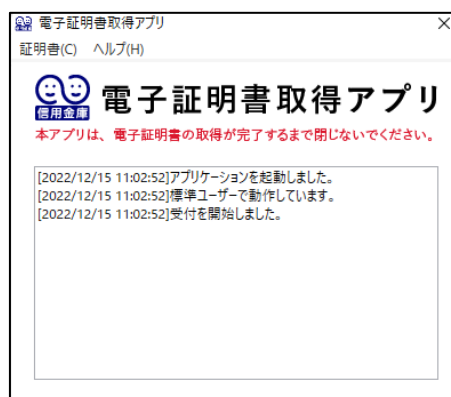 電子証明書取得アプリ
証明書(C) ヘルプ(H)
信用金庫
電子証明書取得アプリ
本アプリは、電子証明書の取得が完了するまで閉じないでください。
[2022/12/15 11:02:52]アプリケーションを起動しました。
[2022/12/15 11:02:52]標準ユーザーで動作しています。
[2022/12/15 11:02:52]受付を開始しました。